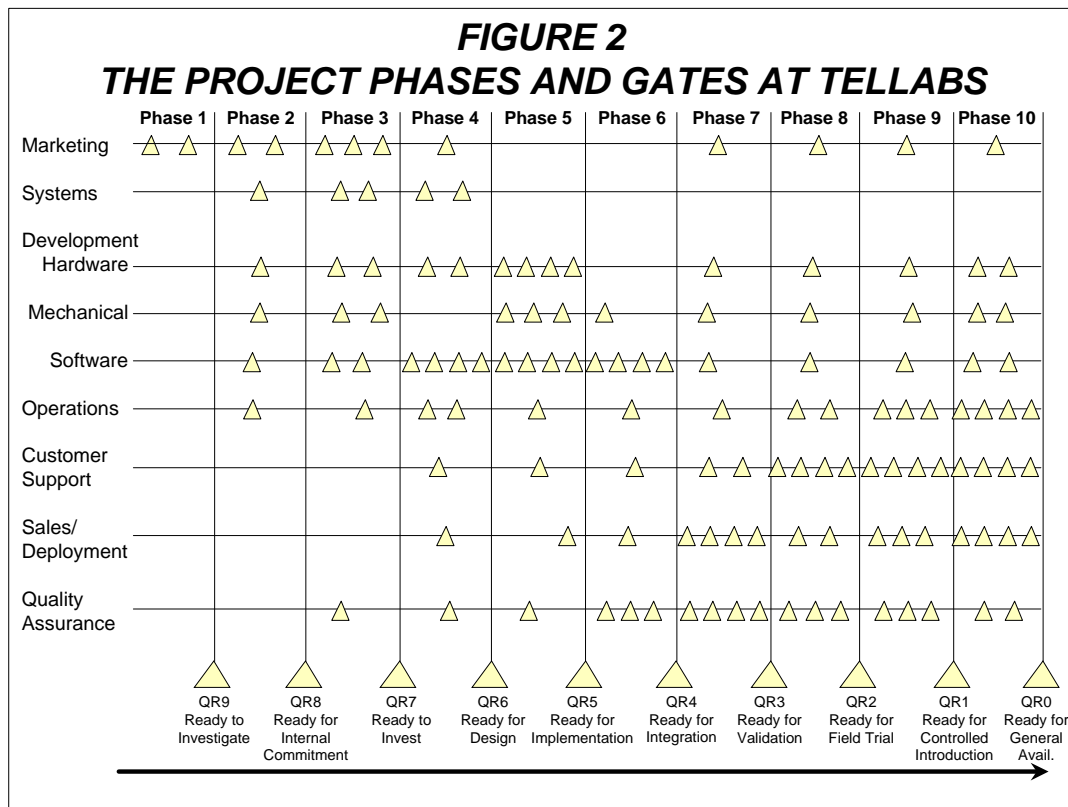 FIGURE 2
THE PROJECT PHASES AND GATES AT TELLABS
Phase 1 Phase 2 Phase 3 Phase 4 Phase 5 Phase 6 Phase 7 Phase 8 Phase 9 Phase 10
Marketing
Systems
Development
Hardware
Mechanical
Software
Operations
Customer
Support
Sales/
Deployment
Quality
Assurance
QR9
Ready to
Investigate
QR8
Ready for
Internal
Commitment
QR7
Ready to
Invest
QR6
Ready for
Design
QR5
Ready for
Implementation
QR4
Ready for
Integration
QR3
Ready for
Validation
QR2
Ready for
Field Trial
QR1
Ready for
Controlled
Introduction
QR0
Ready for
General
Avail.